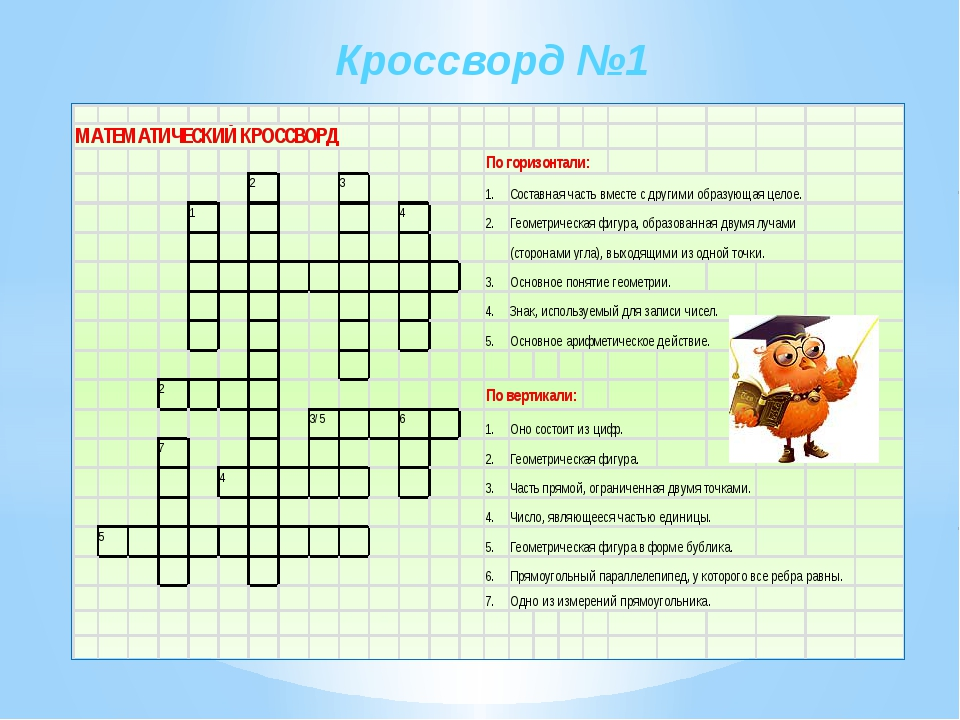 Кроссворд №1
МАТЕМАТИЧЕСКИЙ КРОССВОРД
По горизонтали:
2 3
1. Составная часть вместе с другими образующая целое.
1 4
2. Геометрическая фигура, образованная двумя лучами
(сторонами угла), выходящими из одной точки.
3. Основное понятие геометрии.
4. Знак, используемый для записи чисел.
5. Основное арифметическое действие.
2
По вертикали:
3/5 6
1. Оно состоит из цифр.
7
2. Геометрическая фигура.
4
3. Часть прямой, ограниченная двумя точками.
4. Число, являющееся частью единицы.
5
5. Геометрическая фигура в форме бублика.
6. Прямоугольный параллелепипед, у которого все ребра равны.
7. Одно из измерений прямоугольника.